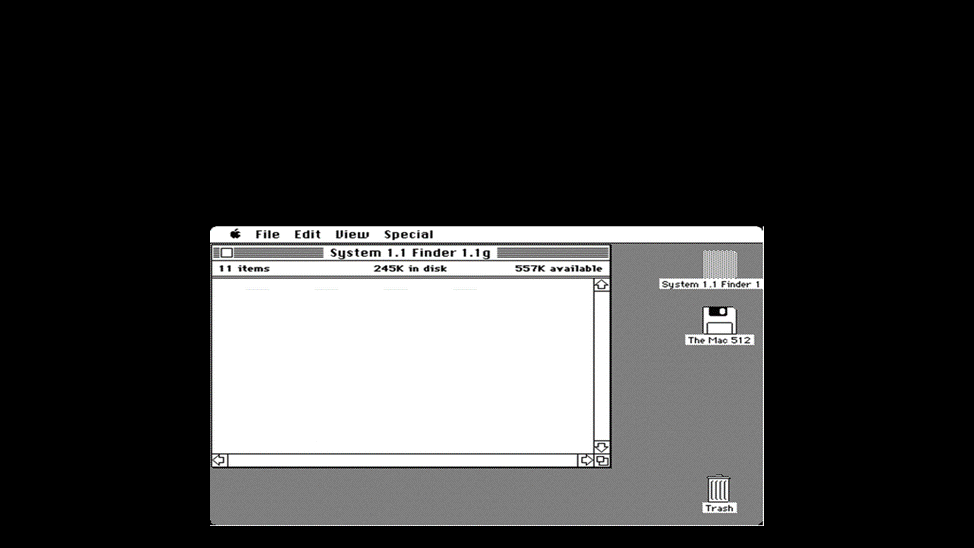 File Edit View Special
System 1.1 Finder 1.1g
11 items 245K in disk 557K available
System 1.1 Finder 1
The Mac 512
Trash